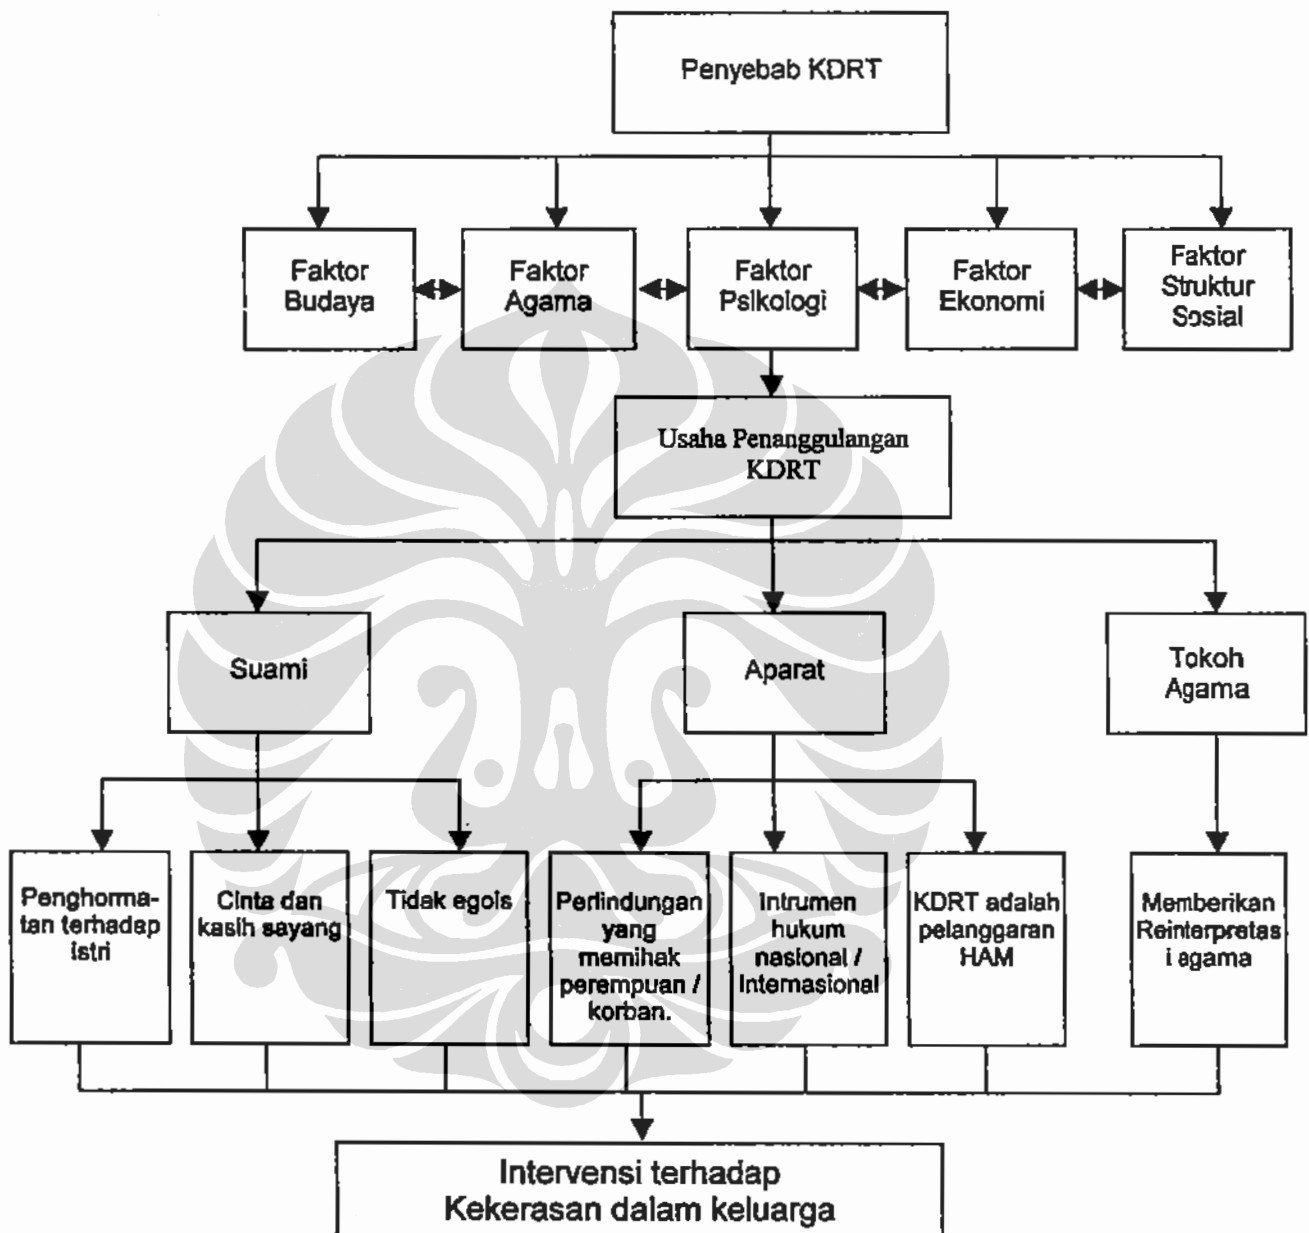 Penyebab KDRT
Faktor
Budaya
Faktor
Agama
Faktor
Psikologi
Faktor
Ekonomi
Faktor
Struktur
Sosial
Usaha Penanggulangan
KDRT
Suami
Aparat
Tokoh
Agama
Penghorma-
tan terhadap
istri
Cinta dan
kasih sayang
Tidak egois
Perlindungan
yang
memihak
perempuan /
korban.
Intrumen
hukum
nasional /
Internasional
KDRT adalah
pelanggaran
HAM
Memberikan
Reinterpretas
i agama
Intervensi terhadap
Kekerasan dalam keluarga